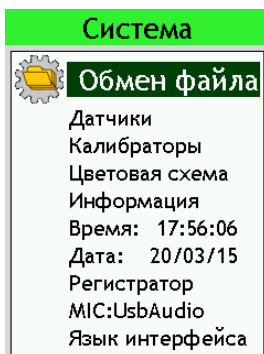 Система
Обмен файла
Датчики
Калибраторы
Цветовая схема
Информация
Время: 17:56:06
Дата: 20/03/15
Регистратор
MIC:UsbAudio
Язык интерфейса